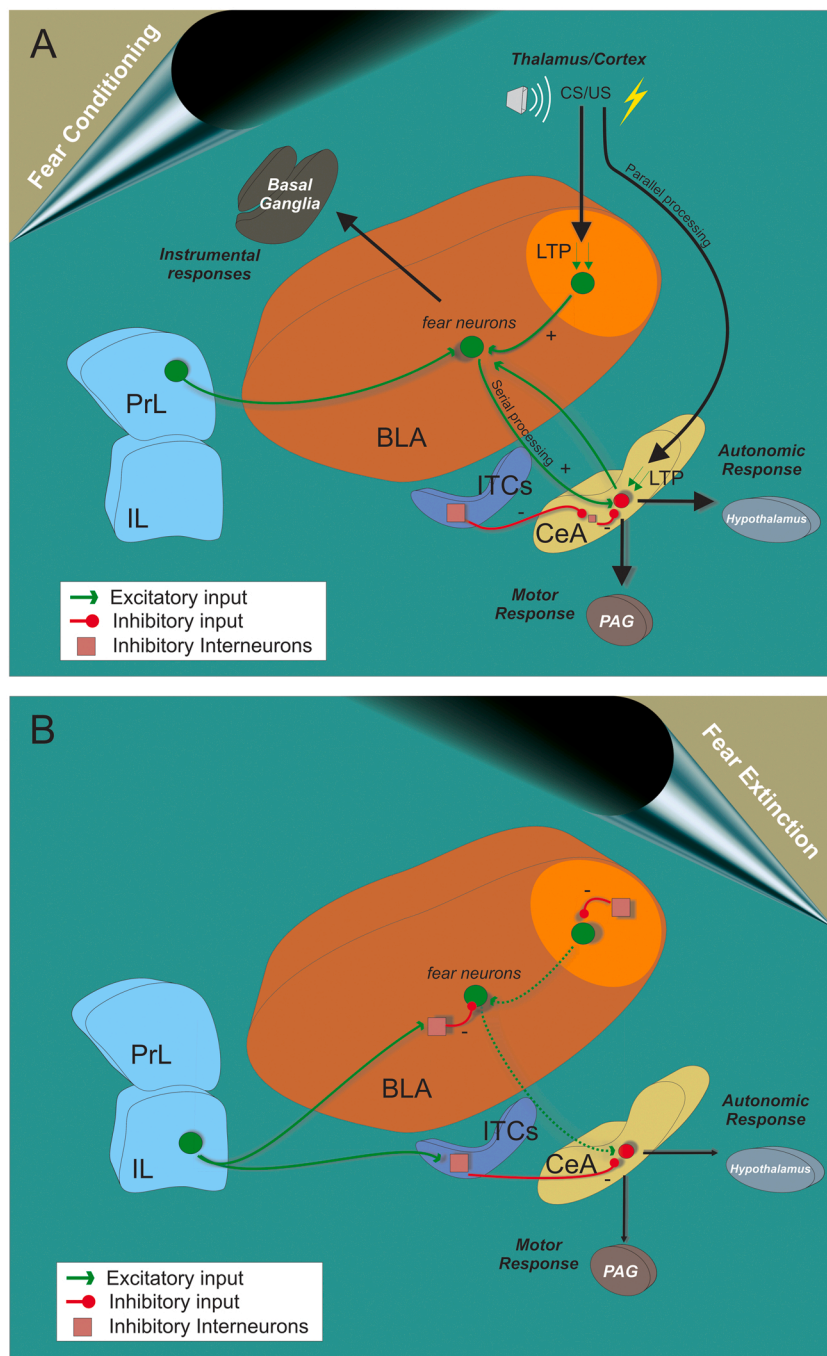 A
Fear Conditioning
Thalamus/Cortex
CS/US
Parallel processing
Basal
Ganglia
Instrumental
responses
LTP
fear neurons
+
PrL
BLA
Serial processing
+
IL
ITCs
-
CeA
-
LTP
Autonomic
Response
Hypothalamus
Motor
Response
PAG
Excitatory input
Inhibitory input
Inhibitory Interneurons
B
Fear Extinction
-
fear neurons
-
PrL
BLA
IL
ITCs
CeA
-
Autonomic
Response
Hypothalamus
Motor
Response
PAG
Excitatory input
Inhibitory input
Inhibitory Interneurons